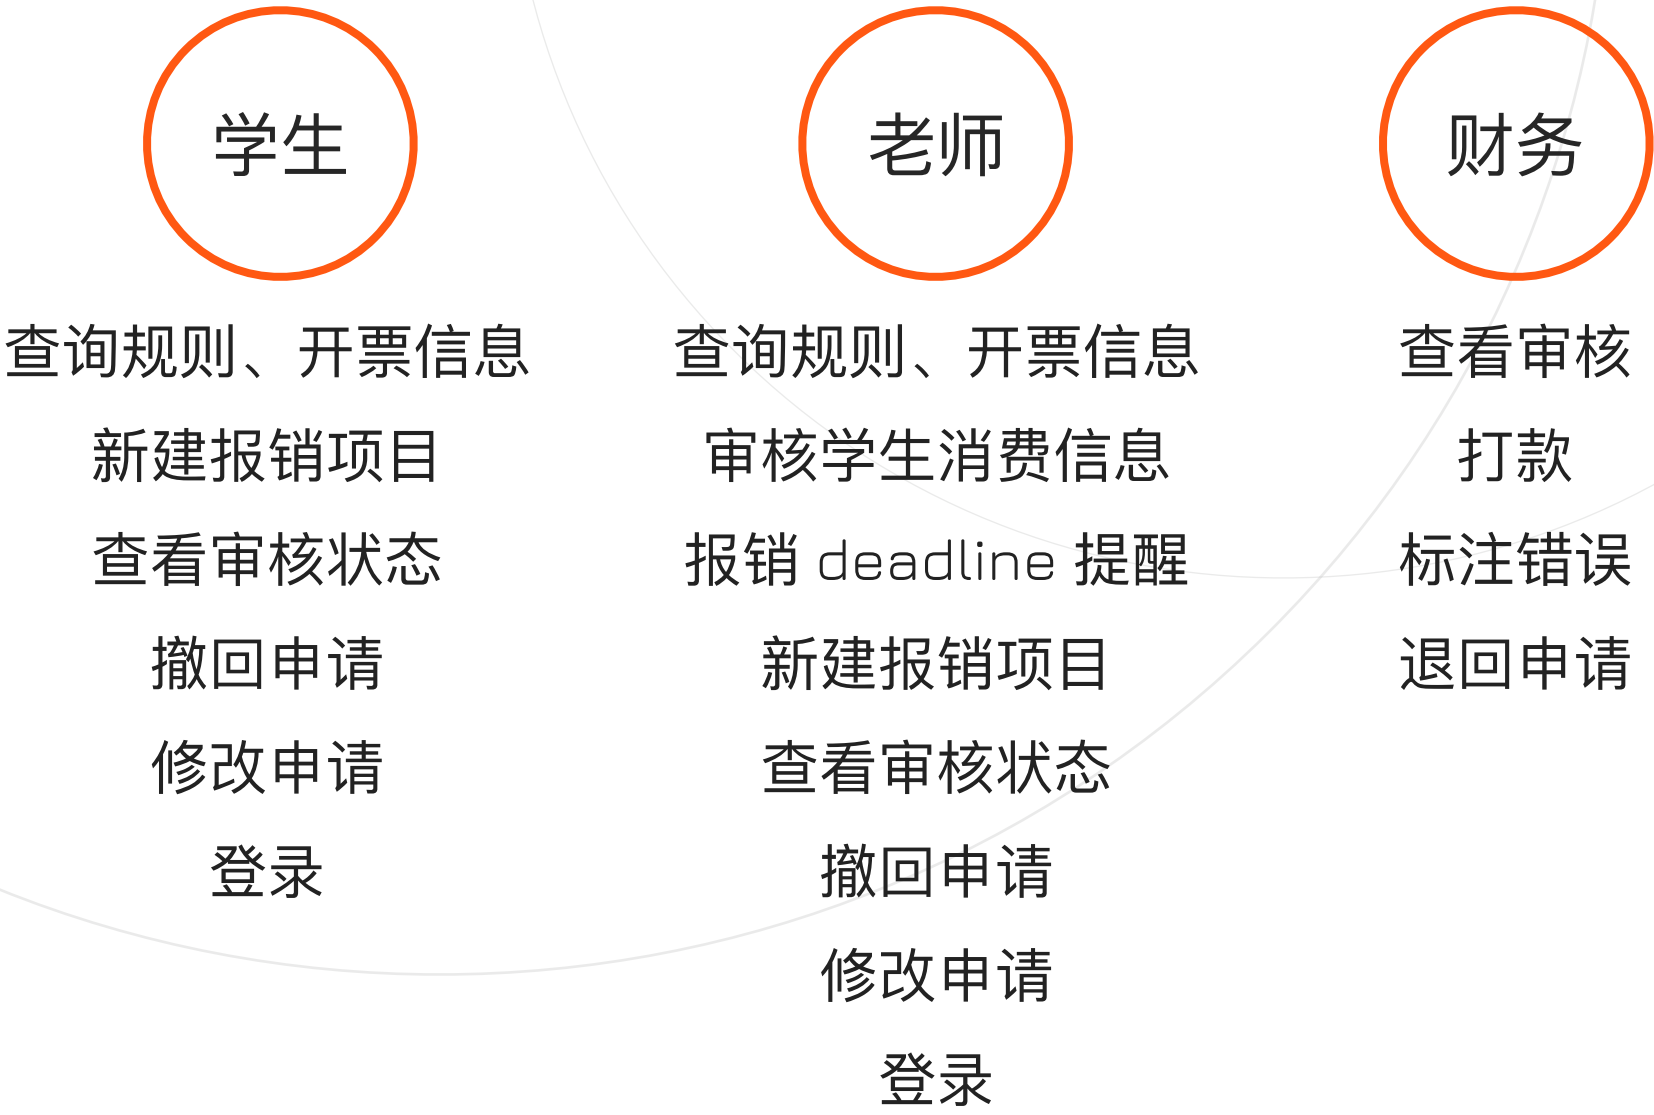 学生
查询规则、开票信息
新建报销项目
查看审核状态
撤回申请
修改申请
登录
老师
查询规则、开票信息
审核学生消费信息
报销 deadline 提醒
新建报销项目
查看审核状态
撤回申请
修改申请
登录
财务
查看审核
打款
标注错误
退回申请